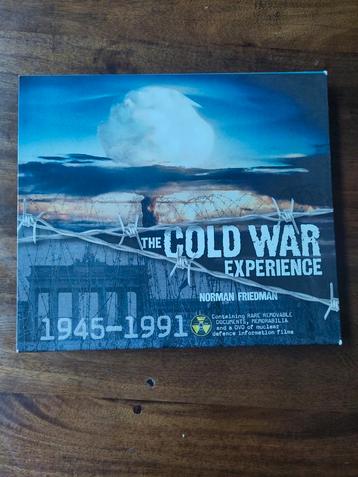 THE COLD WAR
EXPERIENCE
NORMAN FRIEDMAN
1945-1991
Containing RARE REMOVABLE
DOCUMENTS, MEMORABILIA
and a DVD of nuclear
defence information films